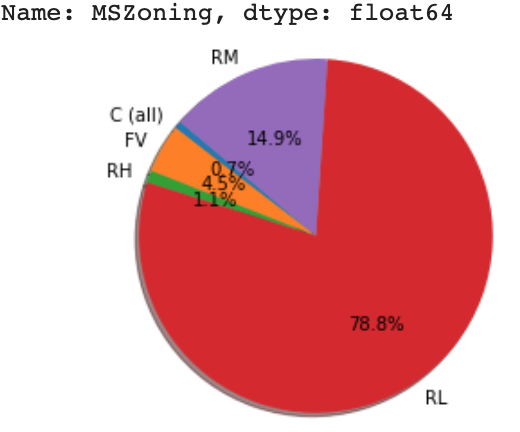 Name: MSZoning, dtype: float64
RM
C (all)
FV
RH
14.9%
0.7%
4.5%
1.1%
78.8%
RL